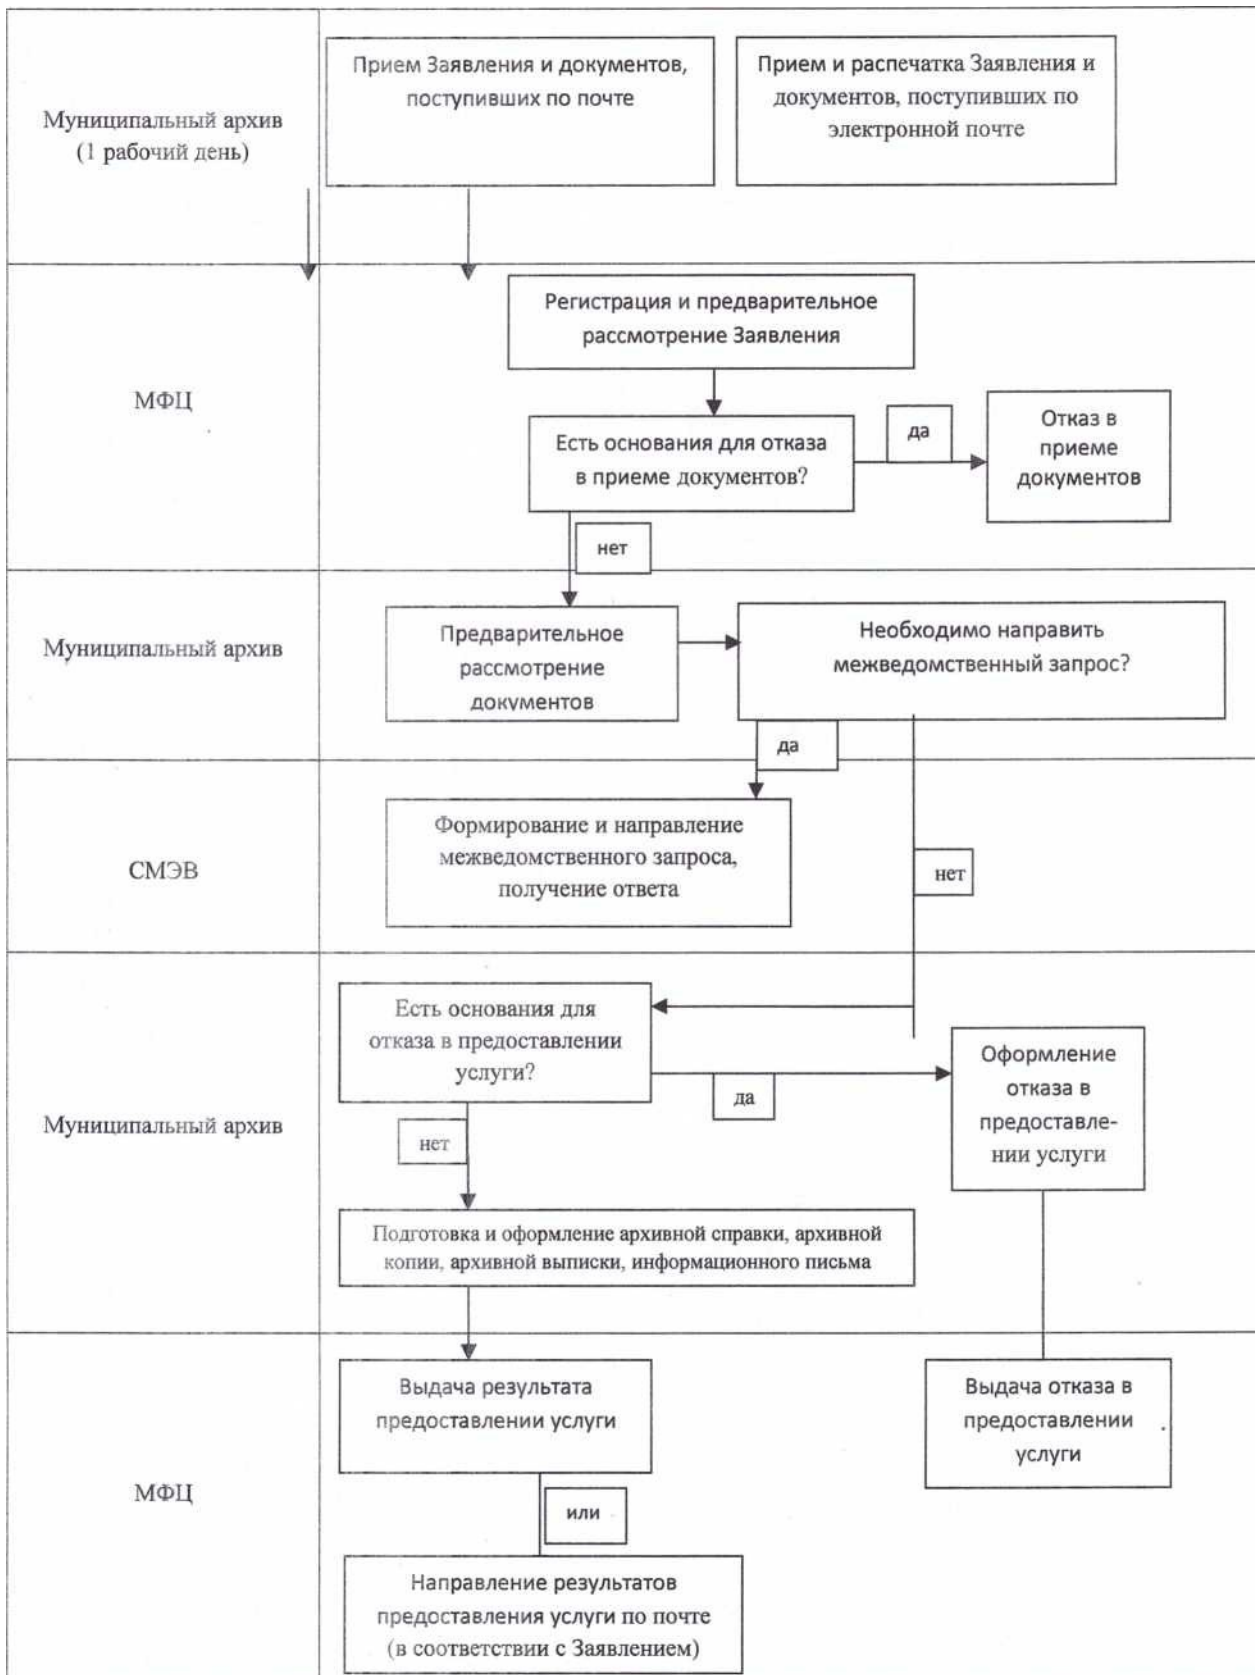 Муниципальный архив
(1 рабочий день)
Прием Заявления и документов,
поступивших по почте
Прием и распечатка Заявления и
документов, поступивших по
электронной почте
МФЦ
Регистрация и предварительное
рассмотрение Заявления
Есть основания для отказа
в приеме документов?
да
Отказ в
приеме
документов
нет
Муниципальный архив
Предварительное
рассмотрение
документов
Необходимо направить
межведомственный запрос?
да
СМЭВ
Формирование и направление
межведомственного запроса,
получение ответа
нет
Муниципальный архив
Есть основания для
отказа в предоставлении
услуги?
да
Оформление
отказа в
предоставле-
нии услуги
нет
Подготовка и оформление архивной справки, архивной
копии, архивной выписки, информационного письма
МФЦ
Выдача результата
предоставлении услуги
Выдача отказа в
предоставлении
услуги
или
Направление результатов
предоставления услуги по почте
(в соответствии с Заявлением)